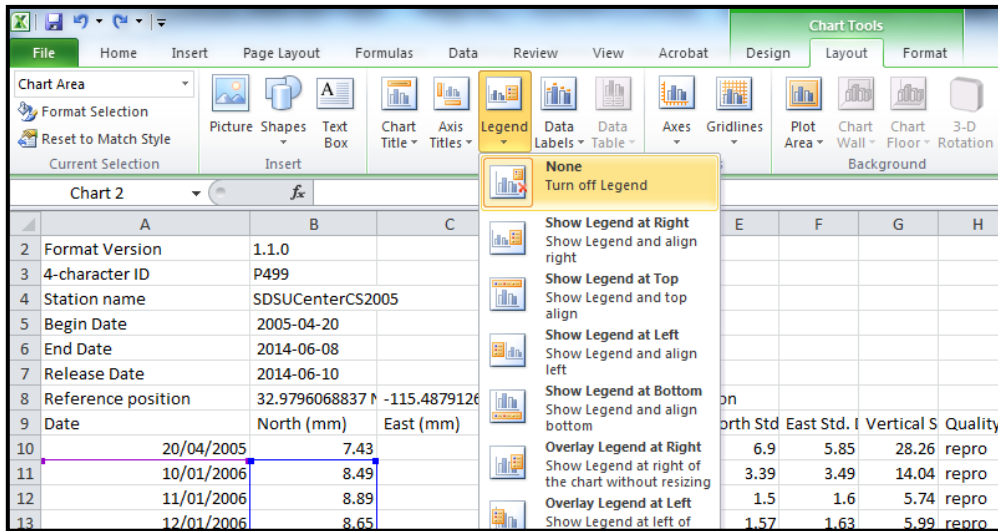 Chart Tools
File Home Insert Page Layout Formulas Data Review View Acrobat Design Layout Format
Chart Area
Format Selection
Reset to Match Style
Current Selection
Picture Shapes Text Box
Insert
Chart Title Axis Titles Legend Data Labels Data Table
Axes Gridlines
Plot Area Chart Wall Chart Floor 3-D Rotation
Background
None
Turn off Legend
Show Legend at Right
Show Legend and align
right
Show Legend at Top
Show Legend and top
align
Show Legend at Left
Show Legend and align
left
Show Legend at Bottom
Show Legend and align
bottom
Overlay Legend at Right
Show Legend at right of
the chart without resizing
Overlay Legend at Left
Show Legend at left of
Chart 2 fx
A B C E F G H
2 Format Version 1.1.0
3 4-character ID P499
4 Station name SDSUCenterCS2005
5 Begin Date 2005-04-20
6 End Date 2014-06-08
7 Release Date 2014-06-10
8 Reference position 32.9796068837 N -115.4879126 on
9 Date North (mm) East (mm) orth Std East Std. Vertical S Quality
10 20/04/2005 7.43 6.9 5.85 28.26 repro
11 10/01/2006 8.49 3.39 3.49 14.04 repro
12 11/01/2006 8.89 1.5 1.6 5.74 repro
13 12/01/2006 8.65 1.57 1.63 5.99 repro